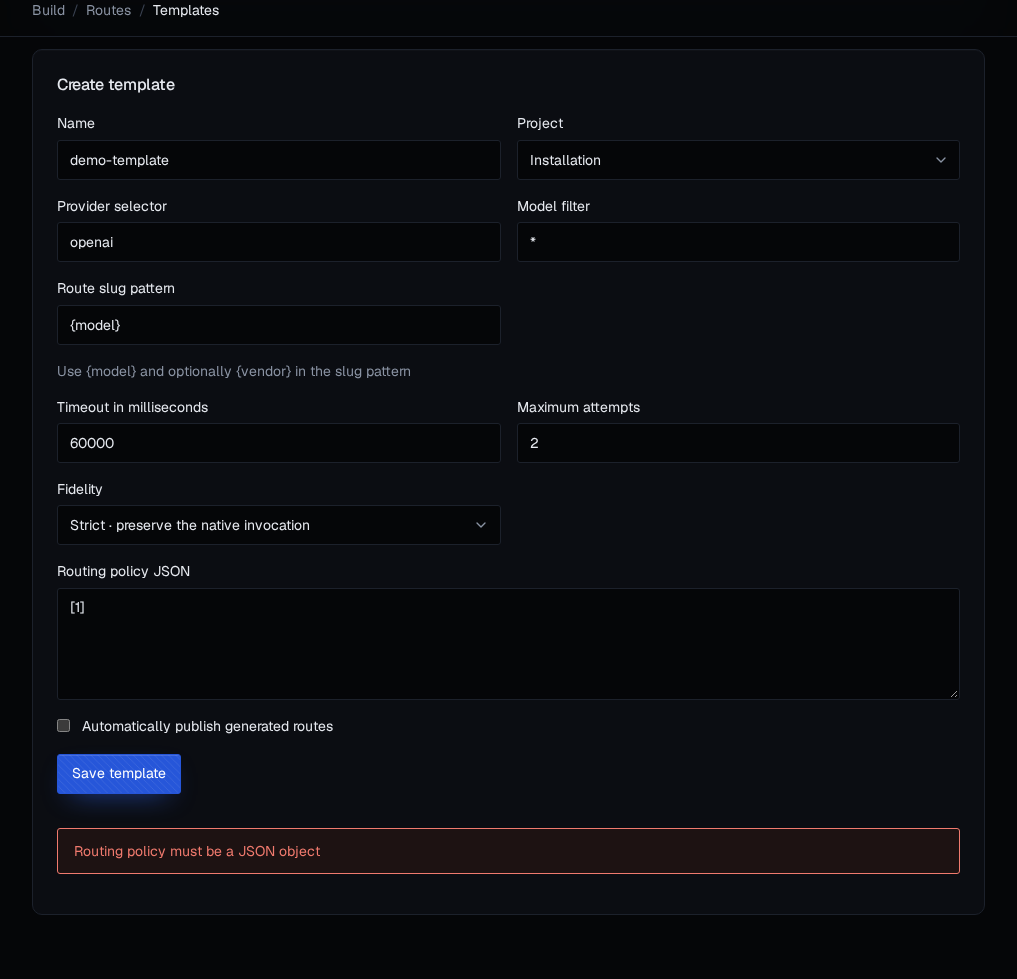 Build / Routes / Templates
Create template
Name
Project
demo-template
Installation
Provider selector
Model filter
openai
*
Route slug pattern
{model}
Use {model} and optionally {vendor} in the slug pattern
Timeout in milliseconds
Maximum attempts
60000
2
Fidelity
Strict · preserve the native invocation
Routing policy JSON
[1]
Automatically publish generated routes
Save template
Routing policy must be a JSON object